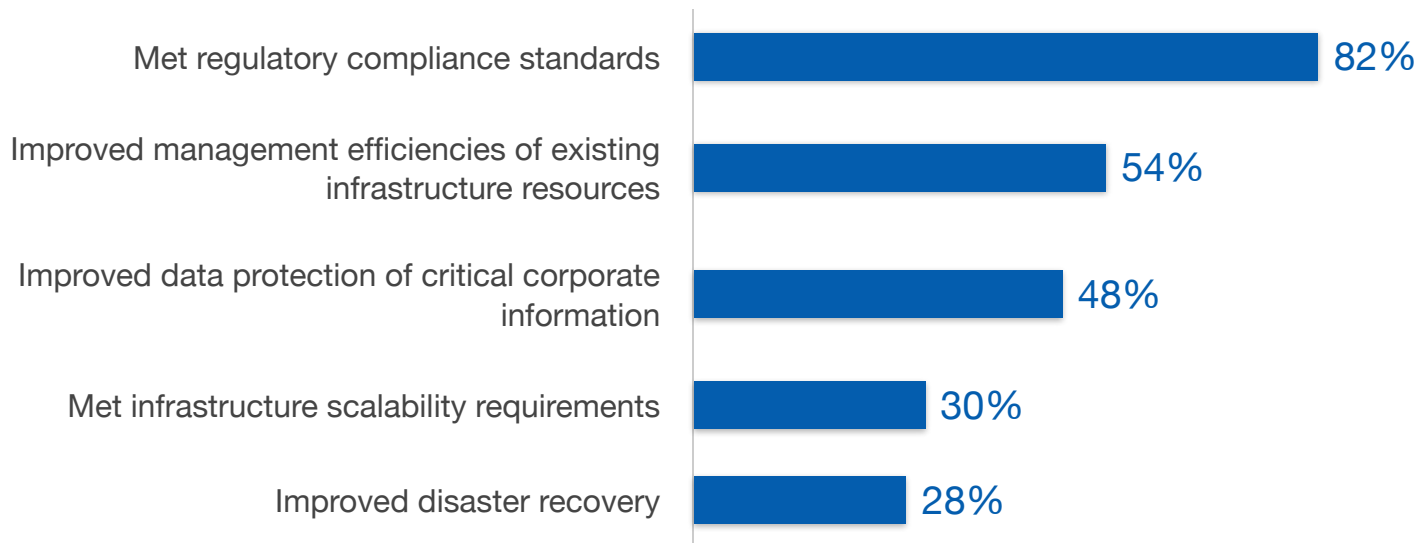 Met regulatory compliance standards
82%
Improved management efficiencies of existing
infrastructure resources
54%
Improved data protection of critical corporate
information
48%
Met infrastructure scalability requirements
30%
Improved disaster recovery
28%